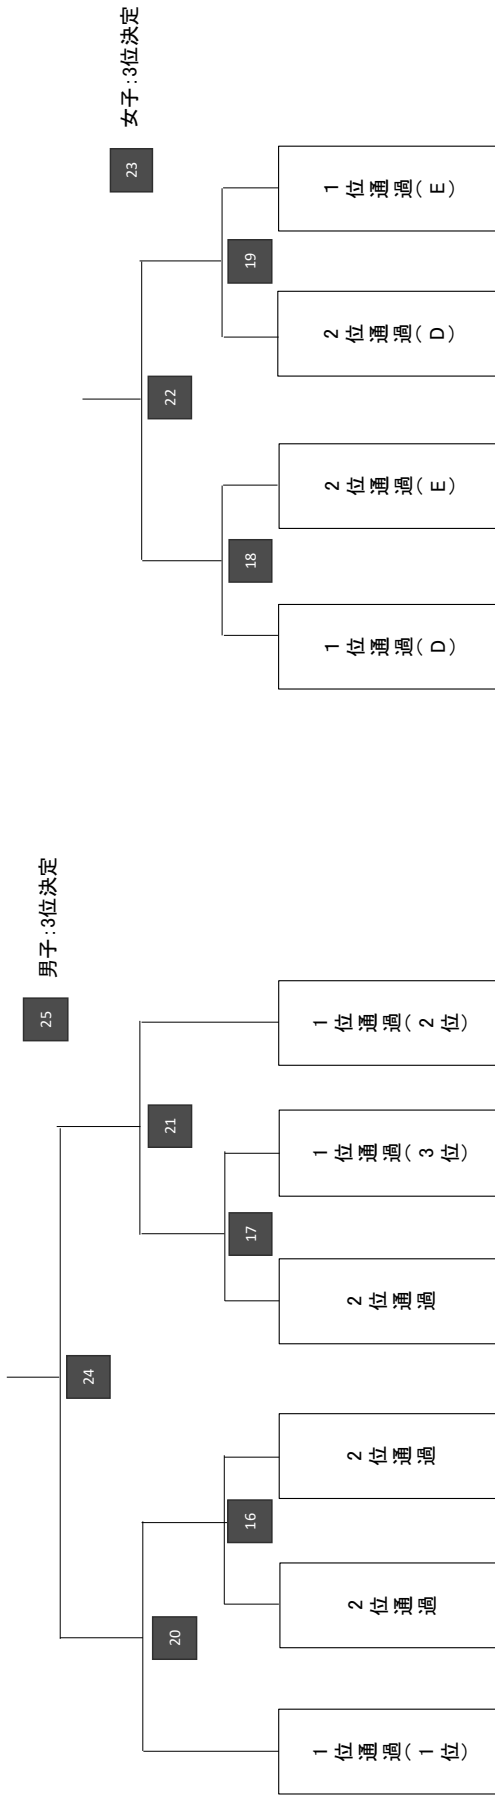 男子:3位決定
25
24
20
21
16
17
1位通過(1位)
2位通過
2位通過
2位通過
1位通過(3位)
1位通過(2位)
女子:3位決定
23
22
18
19
1位通過(D)
2位通過(E)
2位通過(D)
1位通過(E)